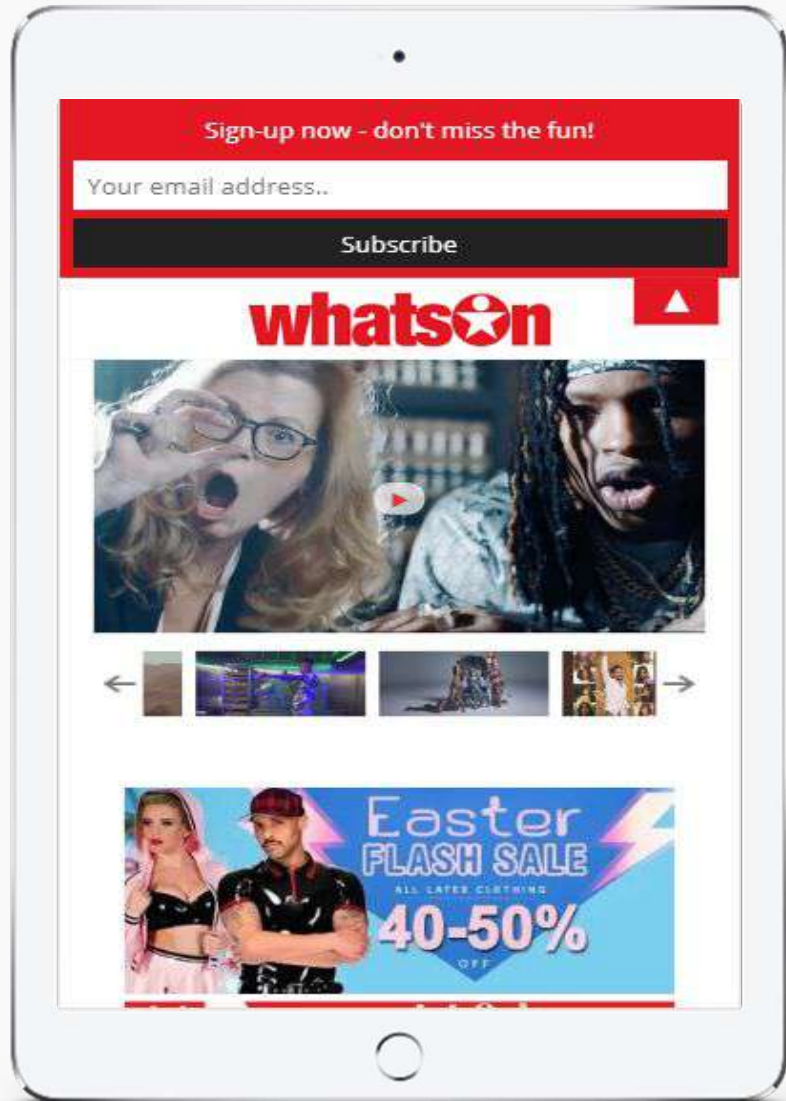 Sign-up now - don't miss the fun!
Your email address..
Subscribe
whatson
Easter
FLASH SALE
ALL LATEX CLOTHING
40-50%
OFF